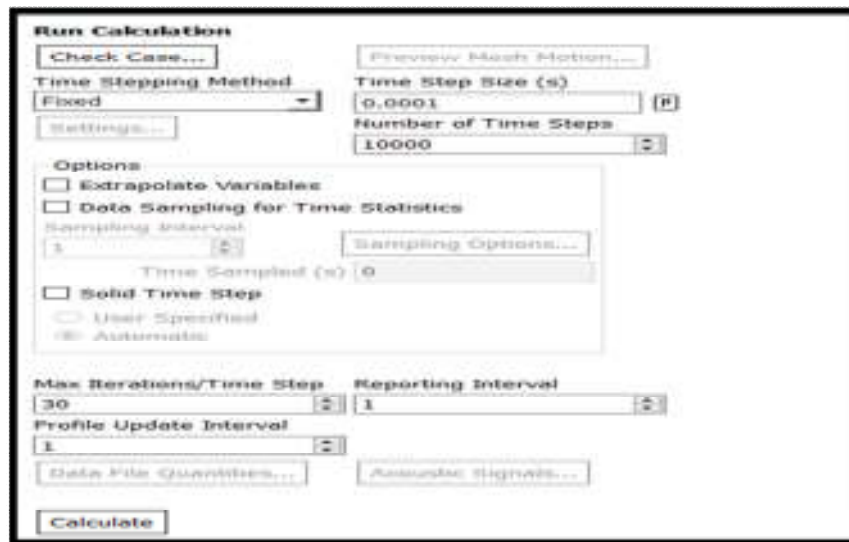 Run Calculation
Check Case... Preview Mesh Motion...
Time Stepping Method Time Step Size (s)
Fixed 0.0001 P
Settings... Number of Time Steps
10000
Options
Extrapolate Variables
Data Sampling for Time Statistics
Sampling Interval
1 Sampling Options...
Time Sampled (s) 0
Solid Time Step
User Specified
Automatic
Max Iterations/Time Step Reporting Interval
30 1
Profile Update Interval
1
Data File Quantities... Acoustic Signals...
Calculate